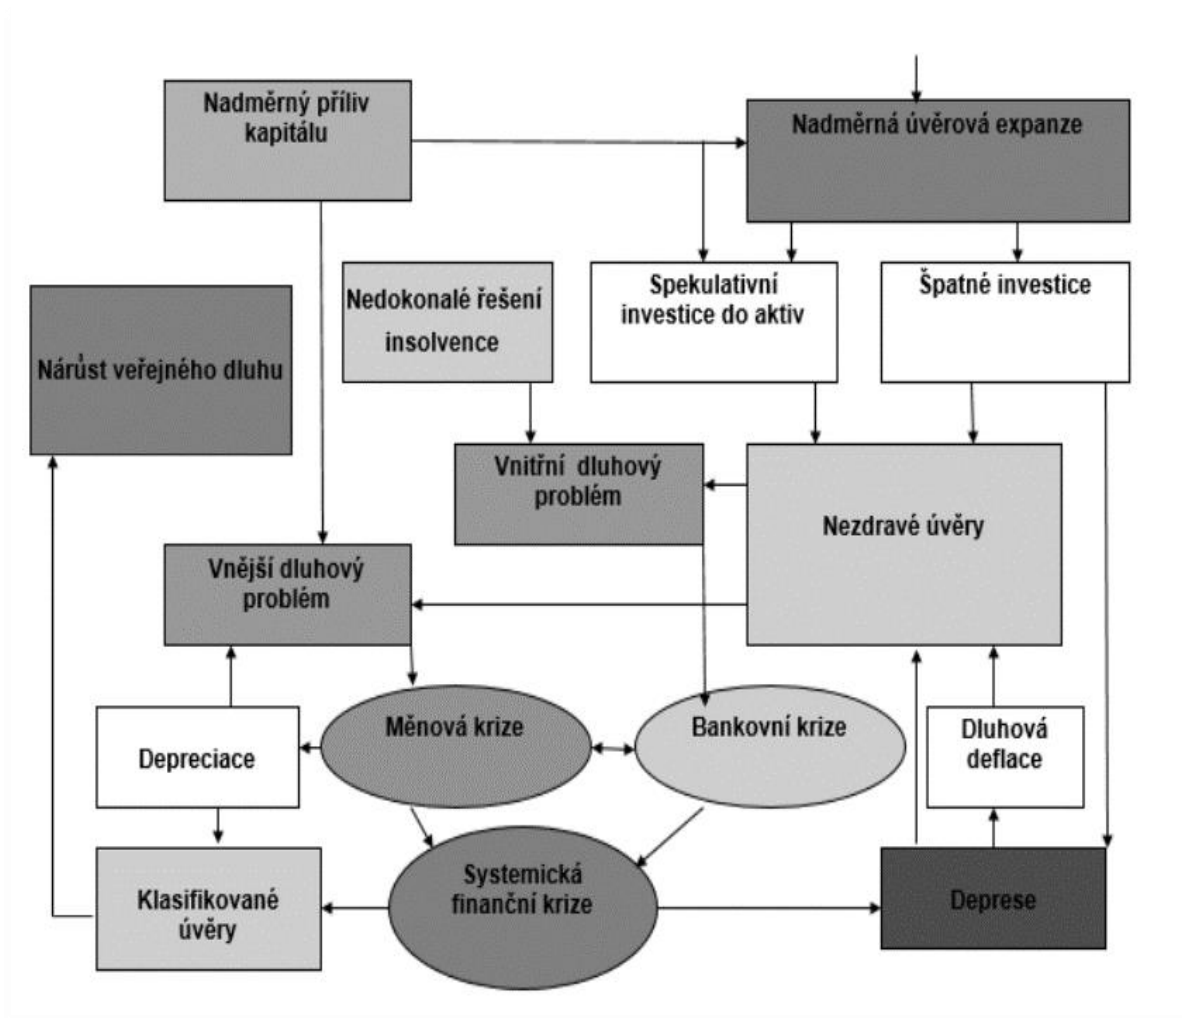 Nadměrný příliv
kapitálu
Nadměrná úvěrová expanze
Nedokonalé řešení
insolvence
Spekulativní
investice do aktiv
Špatné investice
Nárůst veřejného dluhu
Vnitřní dluhový
problém
Nezdravé úvěry
Vnější dluhový
problém
Měnová krize
Bankovní krize
Dluhová
deflace
Depreciace
Systemická
finanční krize
Klasifikované
úvěry
Deprese